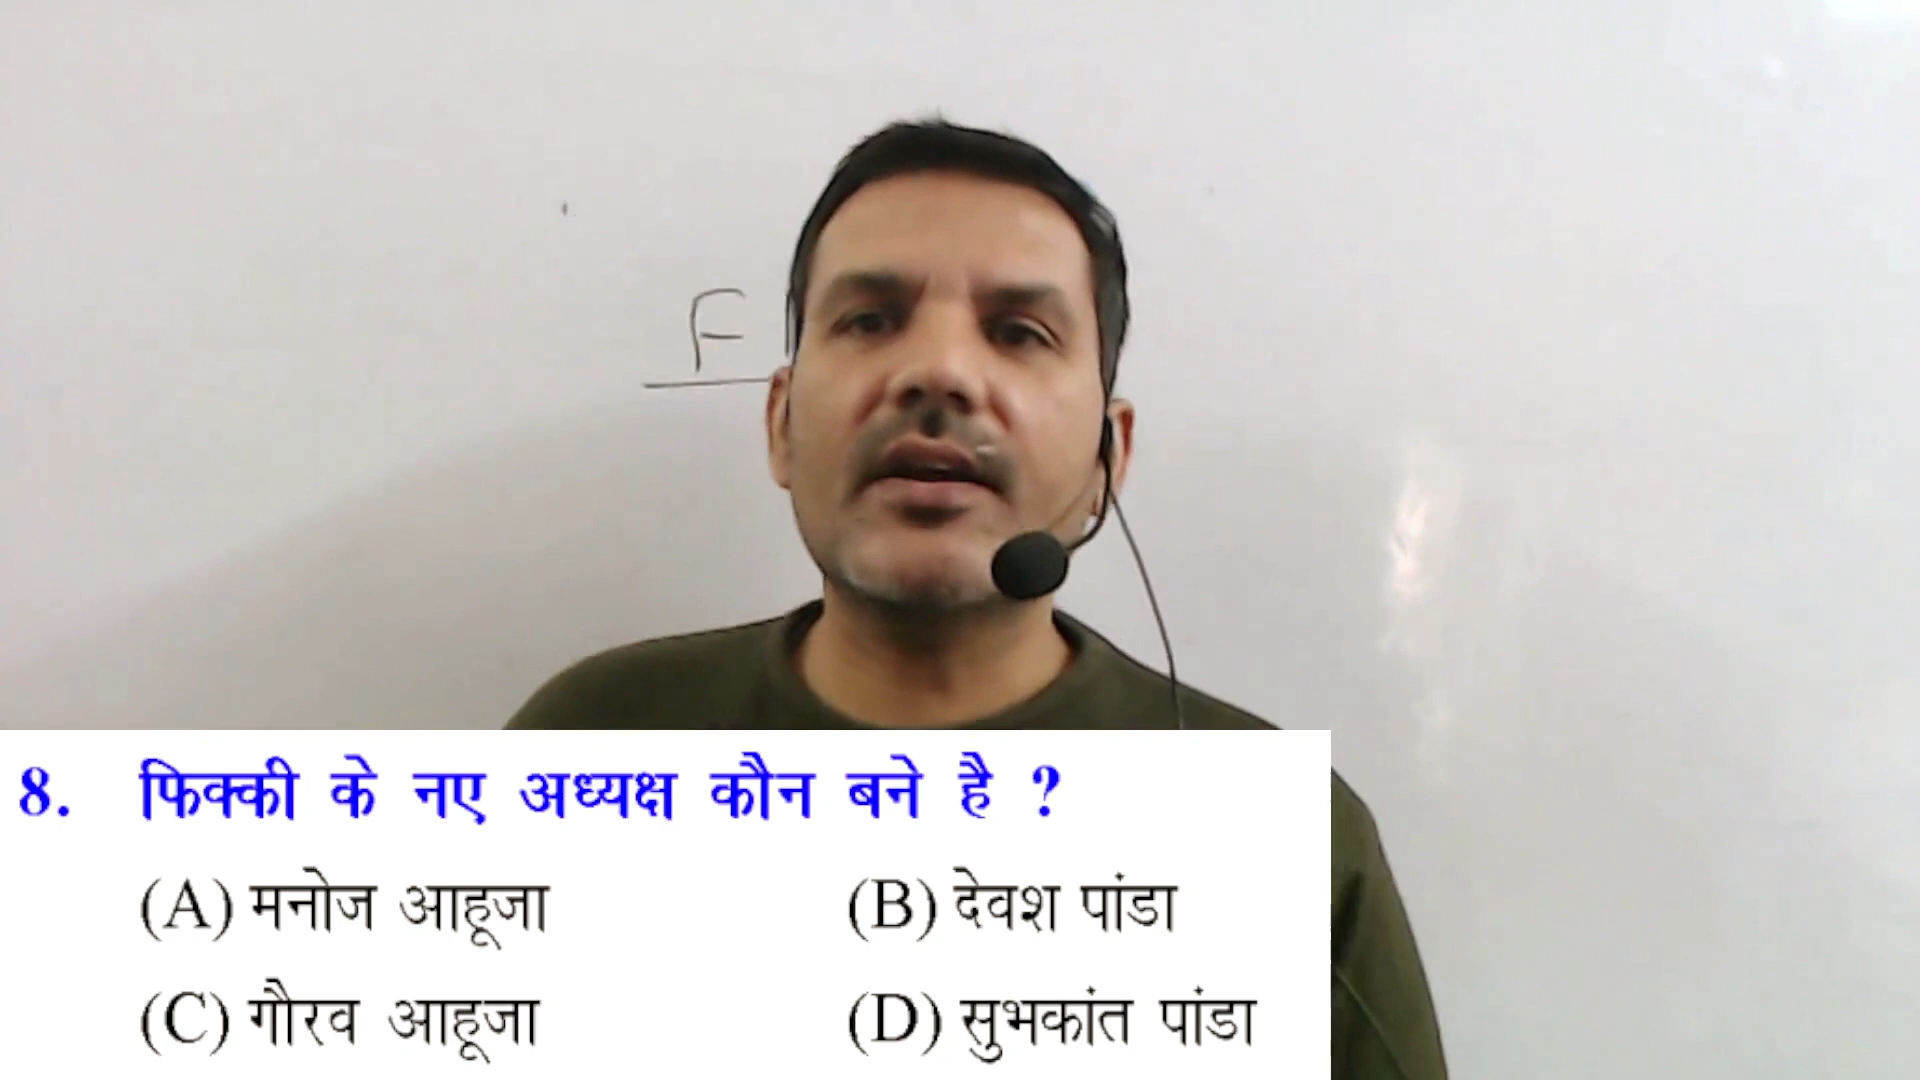 F
8. फिक्की के नए अध्यक्ष कौन बने है ?
(A) मनोज आहूजा (B) देवश पांडा
(C) गौरव आहूजा (D) सुभकांत पांडा